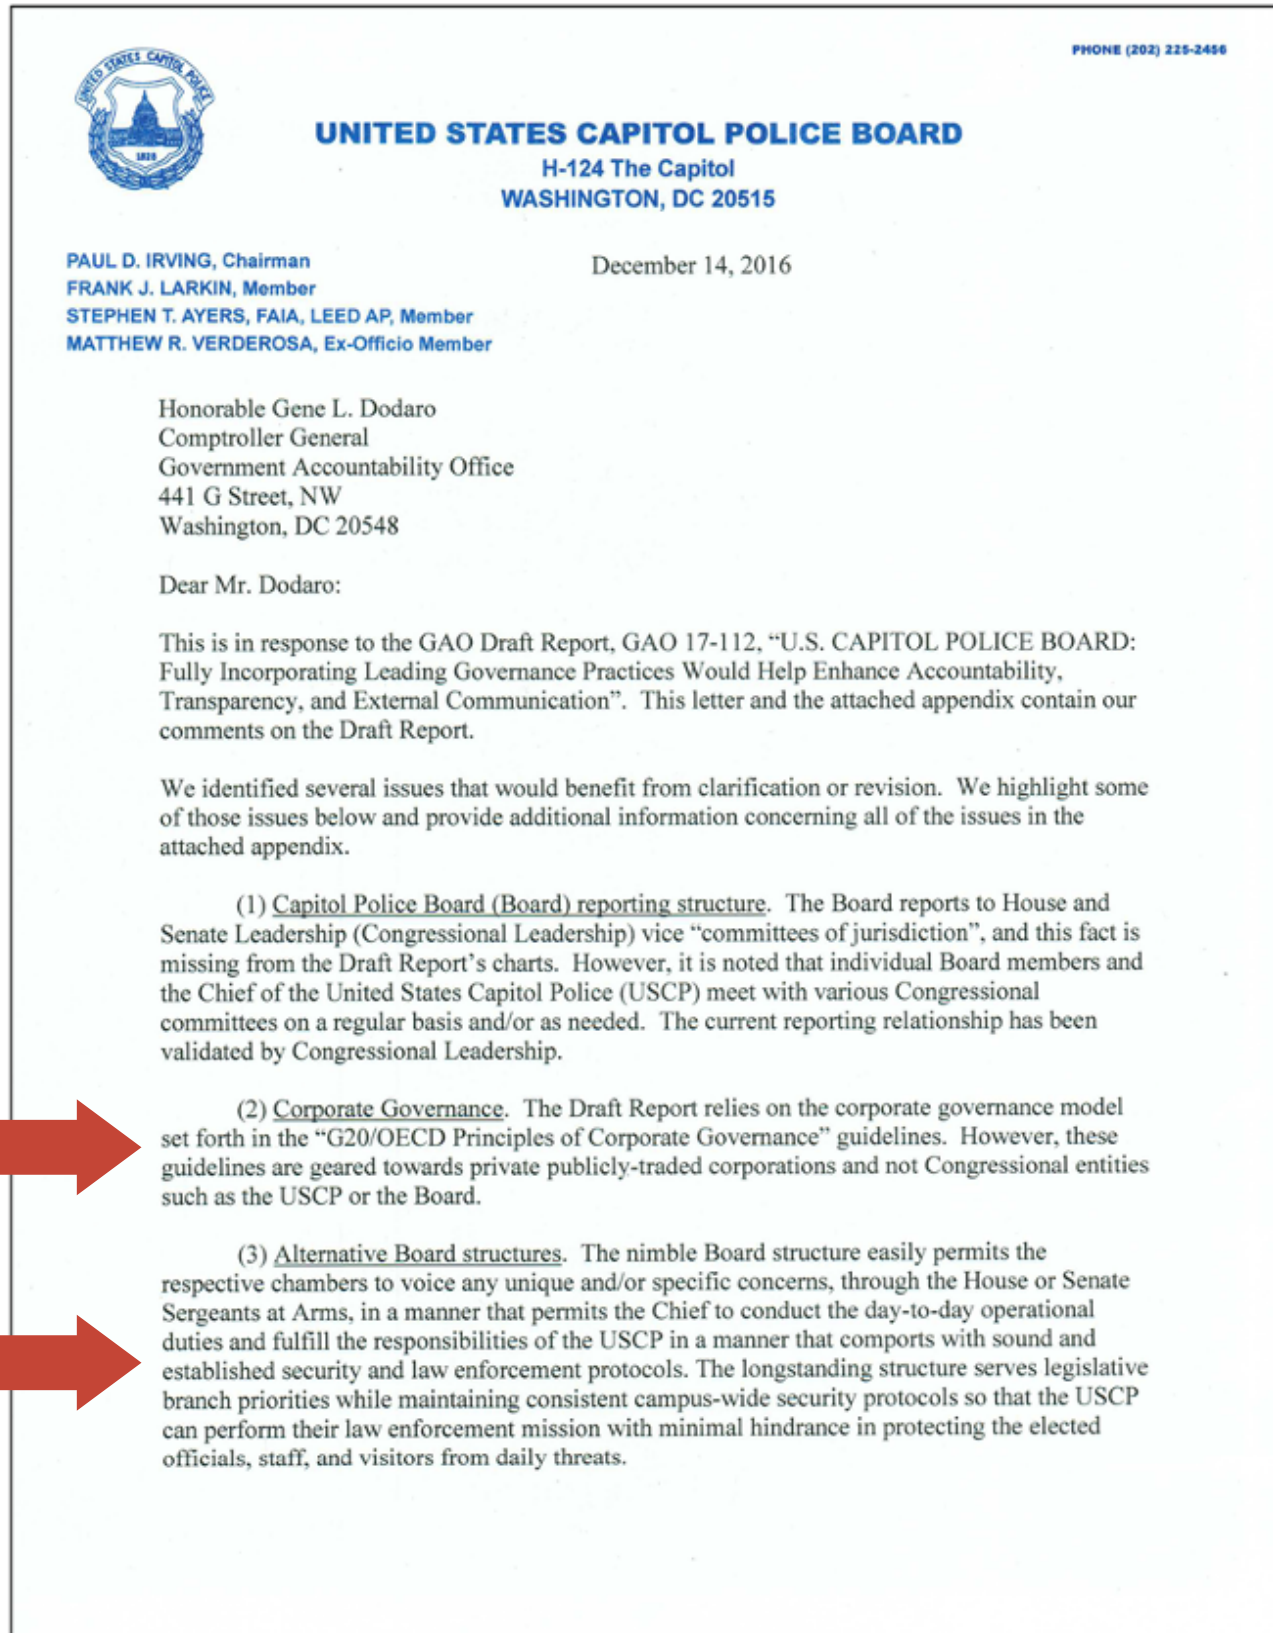 PHONE (202) 225-2456
UNITED STATES CAPITOL POLICE
1828
UNITED STATES CAPITOL POLICE BOARD
H-124 The Capitol
WASHINGTON, DC 20515
PAUL D. IRVING, Chairman
FRANK J. LARKIN, Member
STEPHEN T. AYERS, FAIA, LEED AP, Member
MATTHEW R. VERDEROSA, Ex-Officio Member
December 14, 2016
Honorable Gene L. Dodaro
Comptroller General
Government Accountability Office
441 G Street, NW
Washington, DC 20548
Dear Mr. Dodaro:
This is in response to the GAO Draft Report, GAO 17-112, “U.S. CAPITOL POLICE BOARD:
Fully Incorporating Leading Governance Practices Would Help Enhance Accountability,
Transparency, and External Communication”. This letter and the attached appendix contain our
comments on the Draft Report.
We identified several issues that would benefit from clarification or revision. We highlight some
of those issues below and provide additional information concerning all of the issues in the
attached appendix.
(1) Capitol Police Board (Board) reporting structure. The Board reports to House and
Senate Leadership (Congressional Leadership) vice “committees of jurisdiction”, and this fact is
missing from the Draft Report’s charts. However, it is noted that individual Board members and
the Chief of the United States Capitol Police (USCP) meet with various Congressional
committees on a regular basis and/or as needed. The current reporting relationship has been
validated by Congressional Leadership.
(2) Corporate Governance. The Draft Report relies on the corporate governance model
set forth in the “G20/OECD Principles of Corporate Governance” guidelines. However, these
guidelines are geared towards private publicly-traded corporations and not Congressional entities
such as the USCP or the Board.
(3) Alternative Board structures. The nimble Board structure easily permits the
respective chambers to voice any unique and/or specific concerns, through the House or Senate
Sergeants at Arms, in a manner that permits the Chief to conduct the day-to-day operational
duties and fulfill the responsibilities of the USCP in a manner that comports with sound and
established security and law enforcement protocols. The longstanding structure serves legislative
branch priorities while maintaining consistent campus-wide security protocols so that the USCP
can perform their law enforcement mission with minimal hindrance in protecting the elected
officials, staff, and visitors from daily threats.